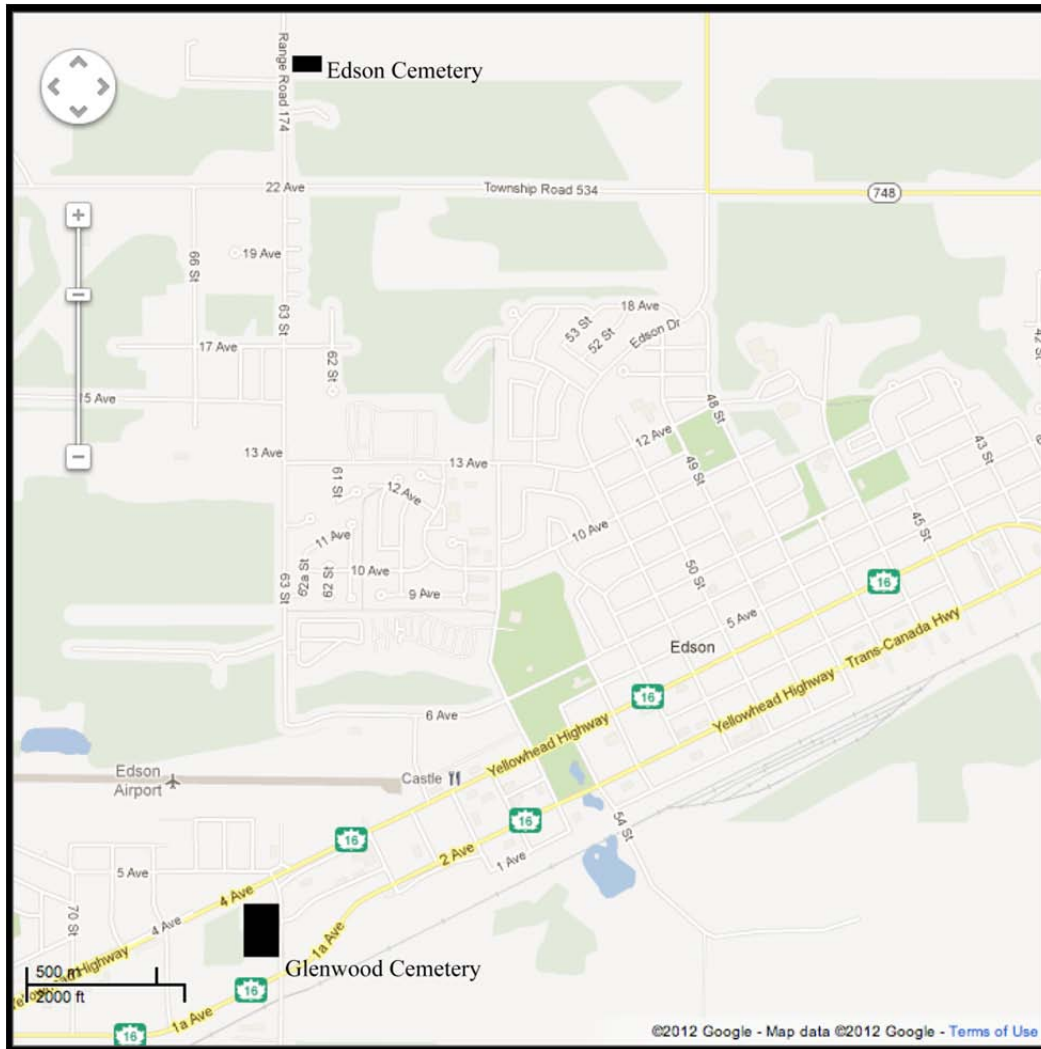 Edson Cemetery
Range Road 174
22 Ave
Township Road 534
748
66 St
19 Ave
63 St
18 Ave
53 St
52 St
Edson Dr
17 Ave
62 St
42 St
15 Ave
48 St
12 Ave
43 St
13 Ave
13 Ave
49 St
61 St
12 Ave
45 St
10 Ave
11 Ave
62a St
62 St
10 Ave
50 St
16
63 St
9 Ave
5 Ave
Edson
Trans-Canada Hwy
16
Yellowhead Highway
6 Ave
Yellowhead Highway
Edson
Airport
Castle
16
16
54 St
2 Ave
1 Ave
5 Ave
4 Ave
70 St
4 Ave
1a Ave
Glenwood Cemetery
Highway
500 m
2000 ft
16
1a Ave
16
©2012 Google - Map data ©2012 Google - Terms of Use